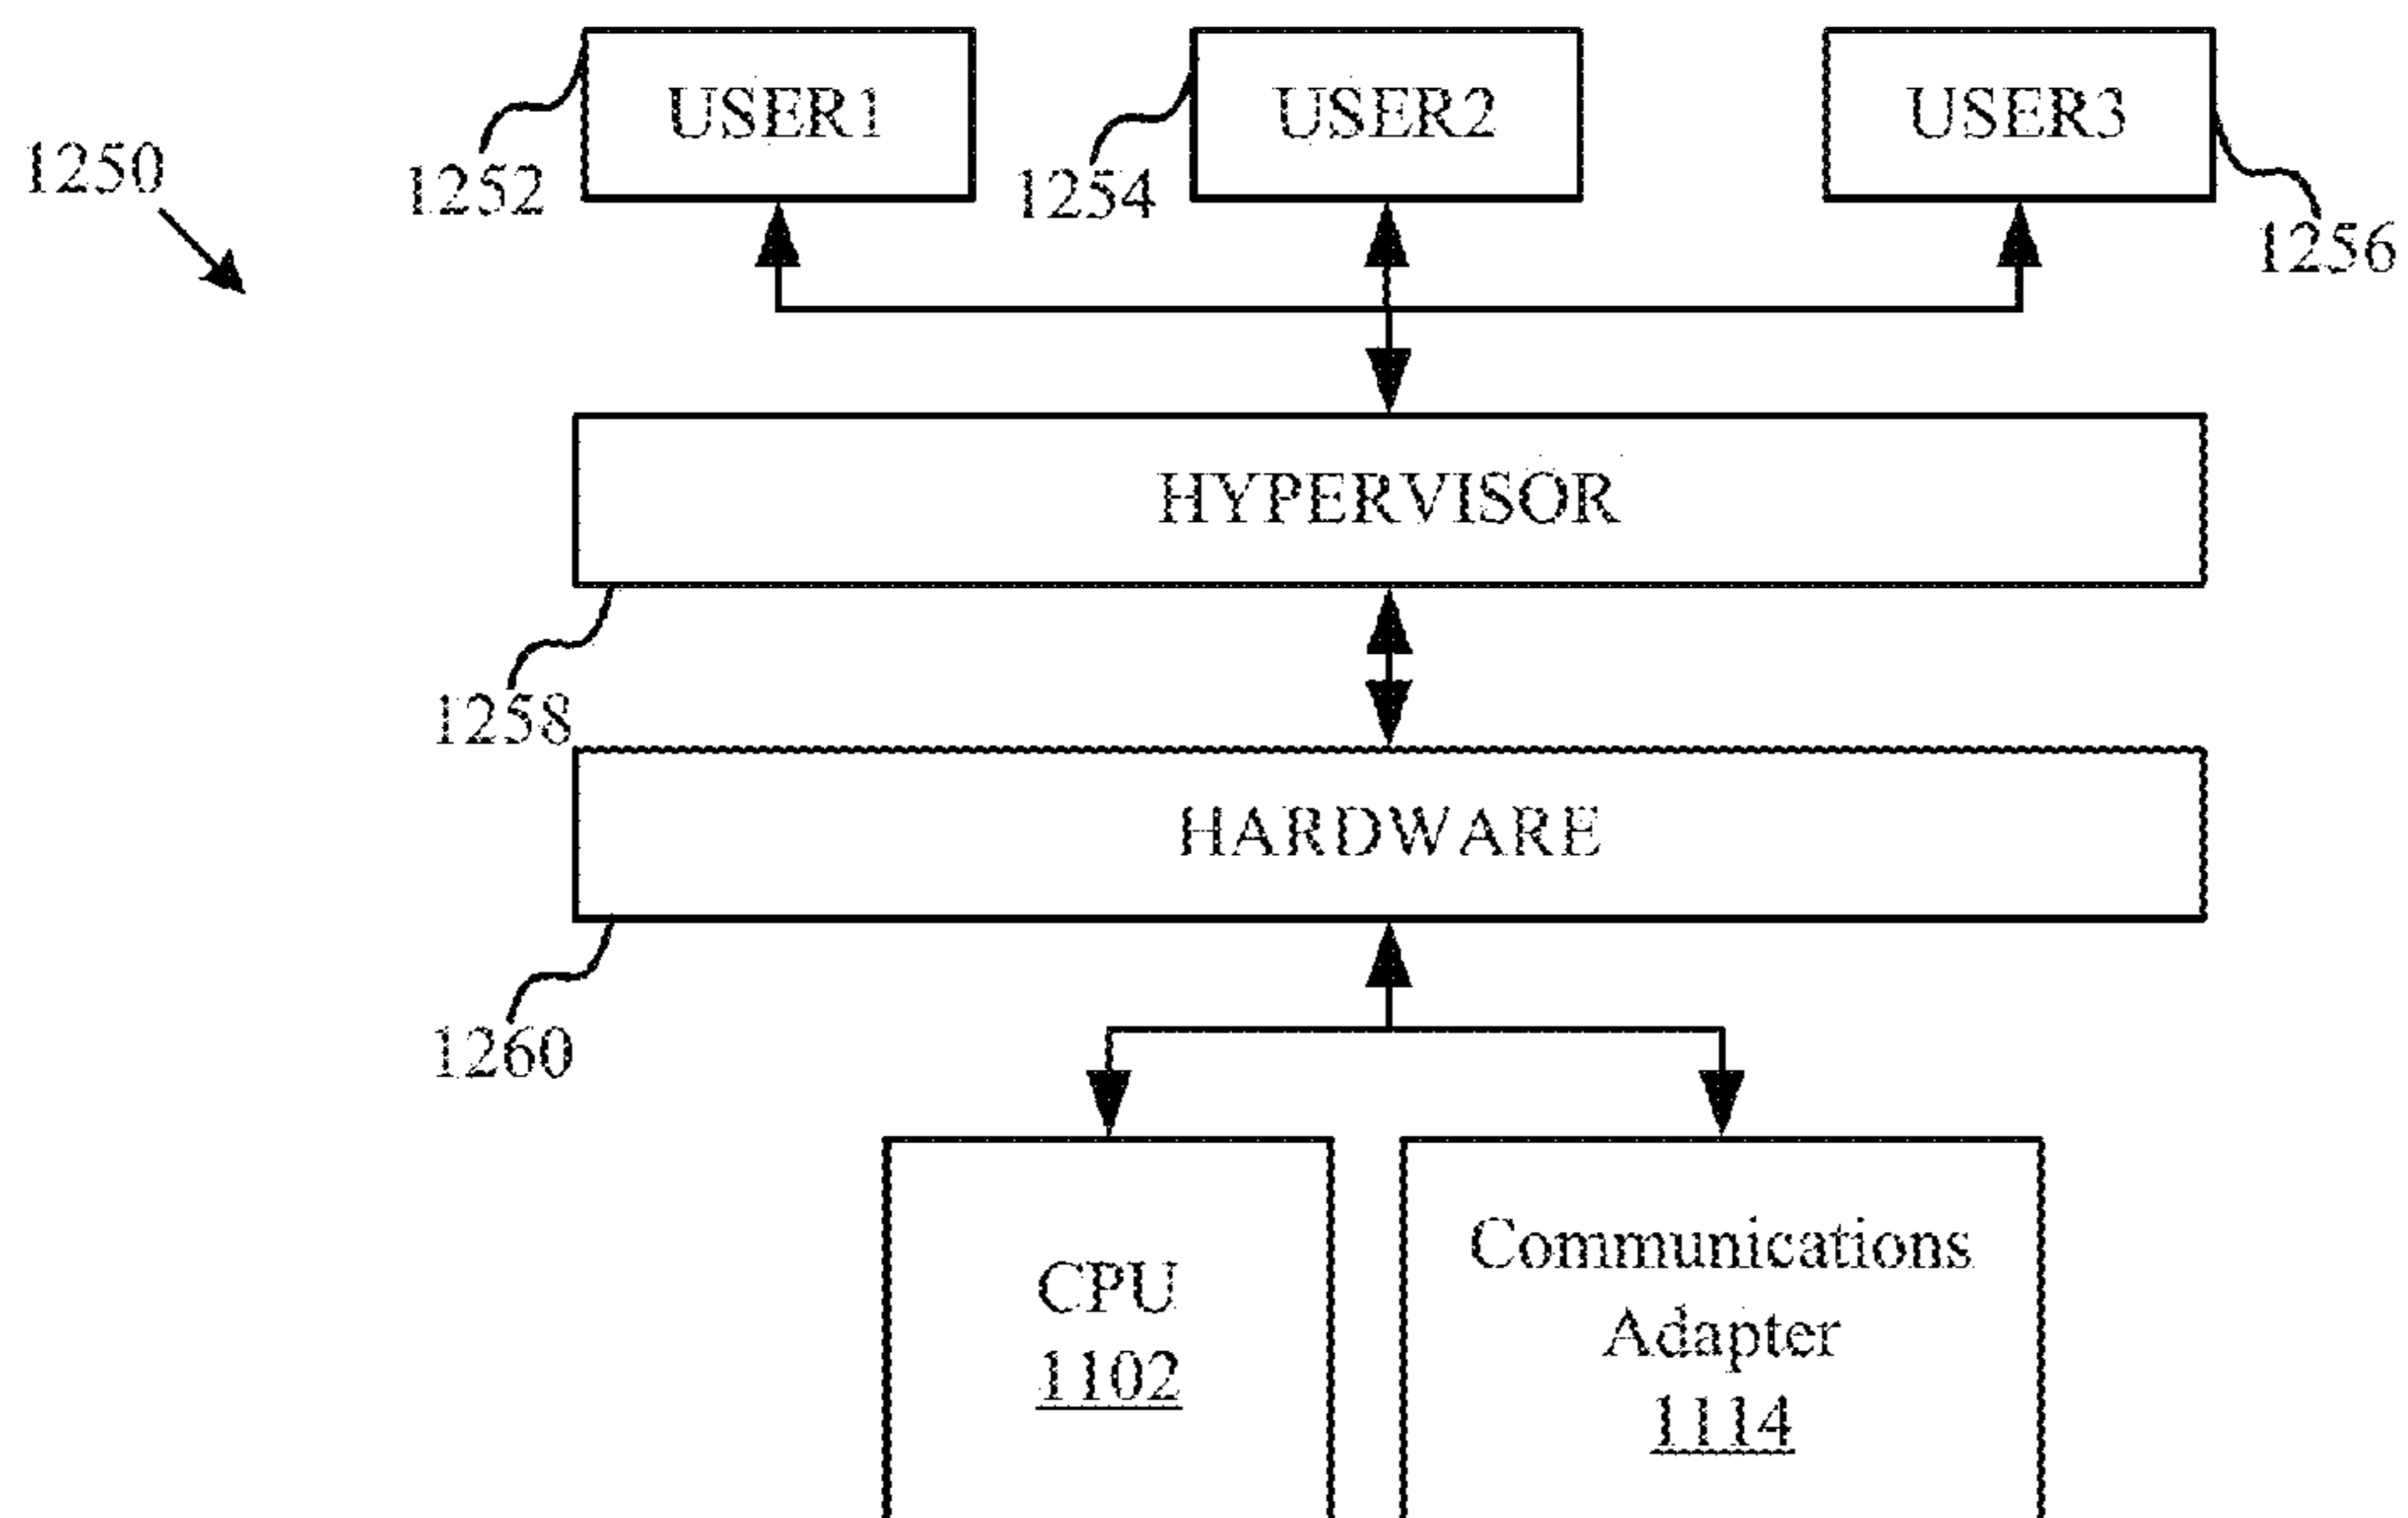 USER1
USER2
USER3
1250
1252
1254
1256
HYPERVISOR
1258
HARDWARE
1260
CPU
1102
Communications
Adapter
1114